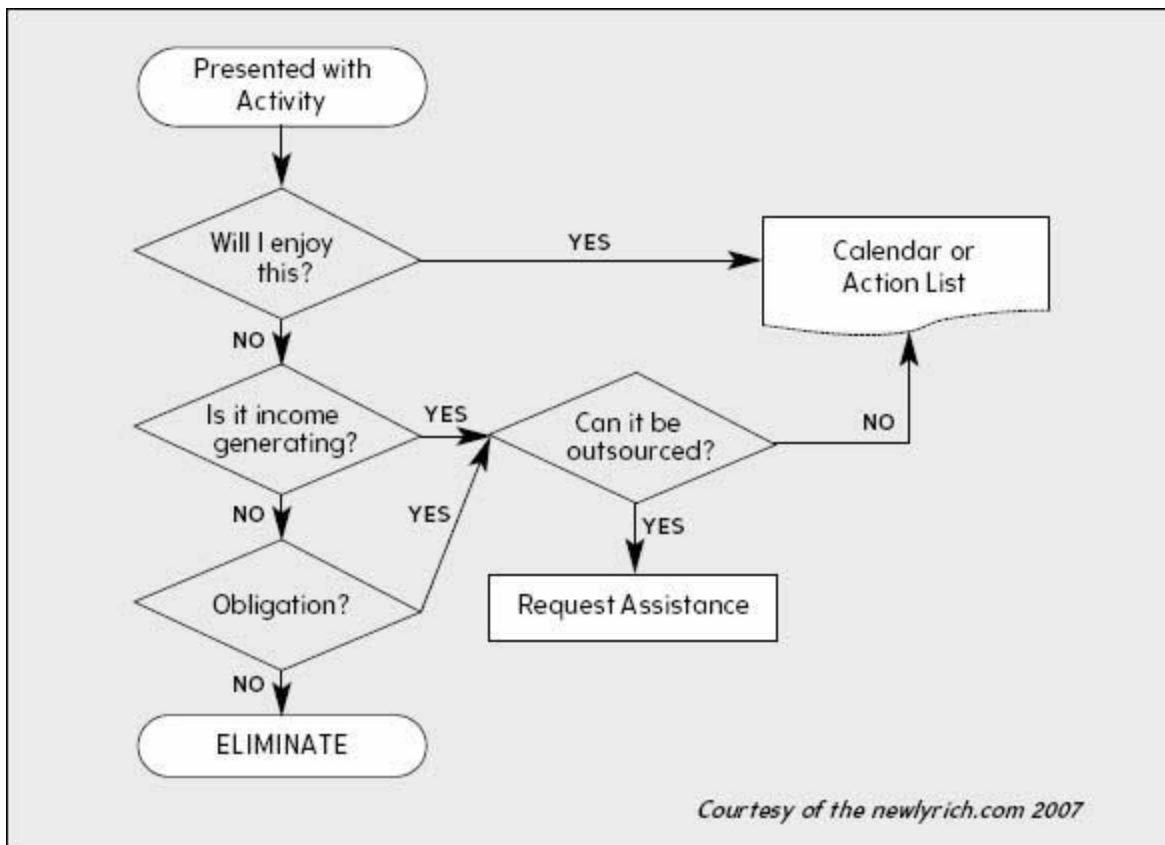 Presented with
Activity
Will I enjoy
this?
YES
Calendar or
Action List
NO
Is it income
generating?
YES
Can it be
outsourced?
NO
NO
YES
YES
Obligation?
Request Assistance
NO
ELIMINATE
Courtesy of the newlyrich.com 2007